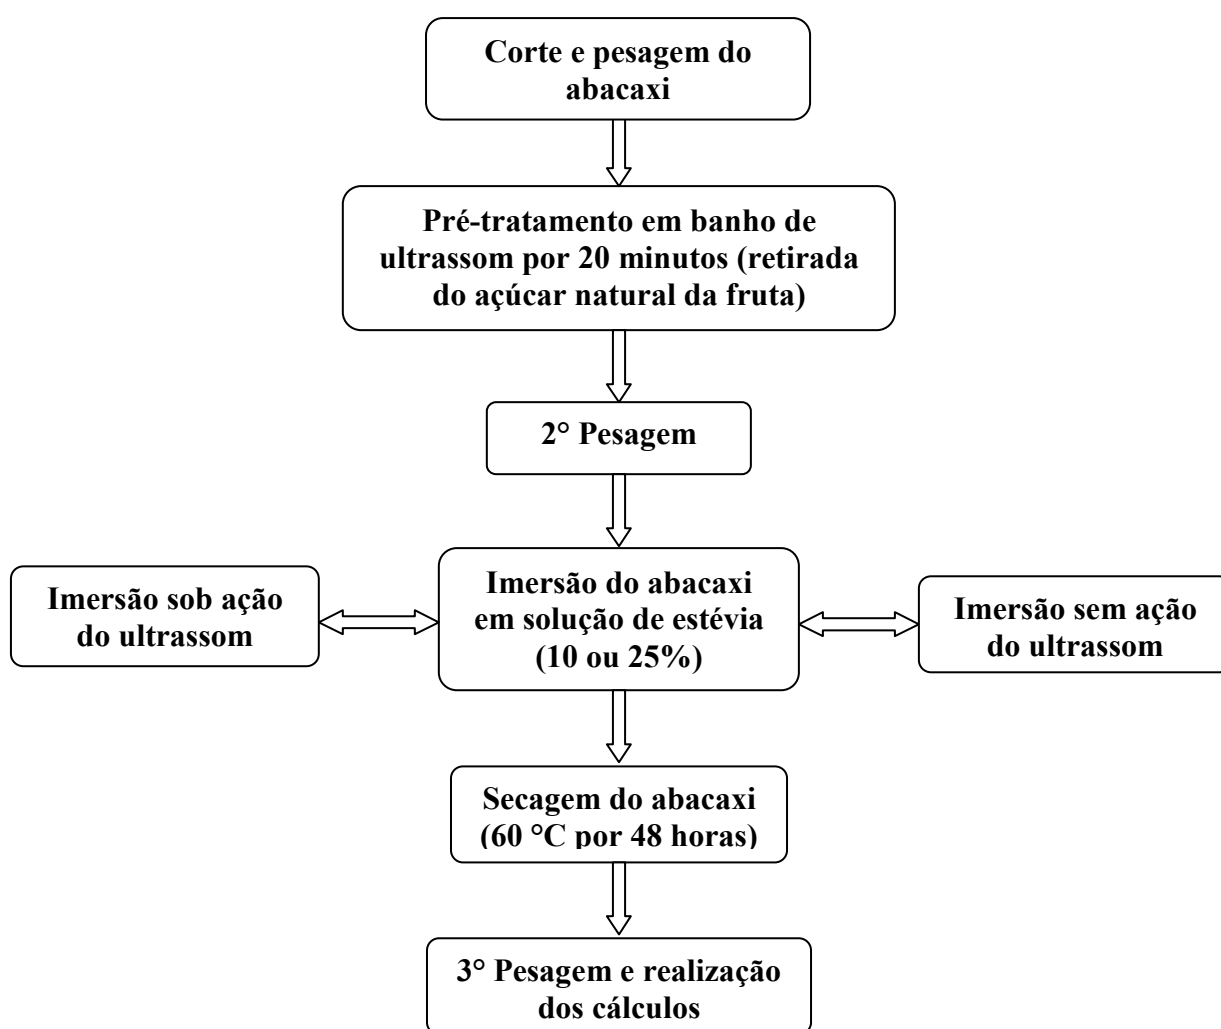 Corte e pesagem do
abacaxi
Pré-tratamento em banho de
ultrassom por 20 minutos (retirada
do açúcar natural da fruta)
2° Pesagem
Imersão sob ação
do ultrassom
Imersão do abacaxi
em solução de estévia
(10 ou 25%)
Imersão sem ação
do ultrassom
Secagem do abacaxi
(60 °C por 48 horas)
3° Pesagem e realização
dos cálculos